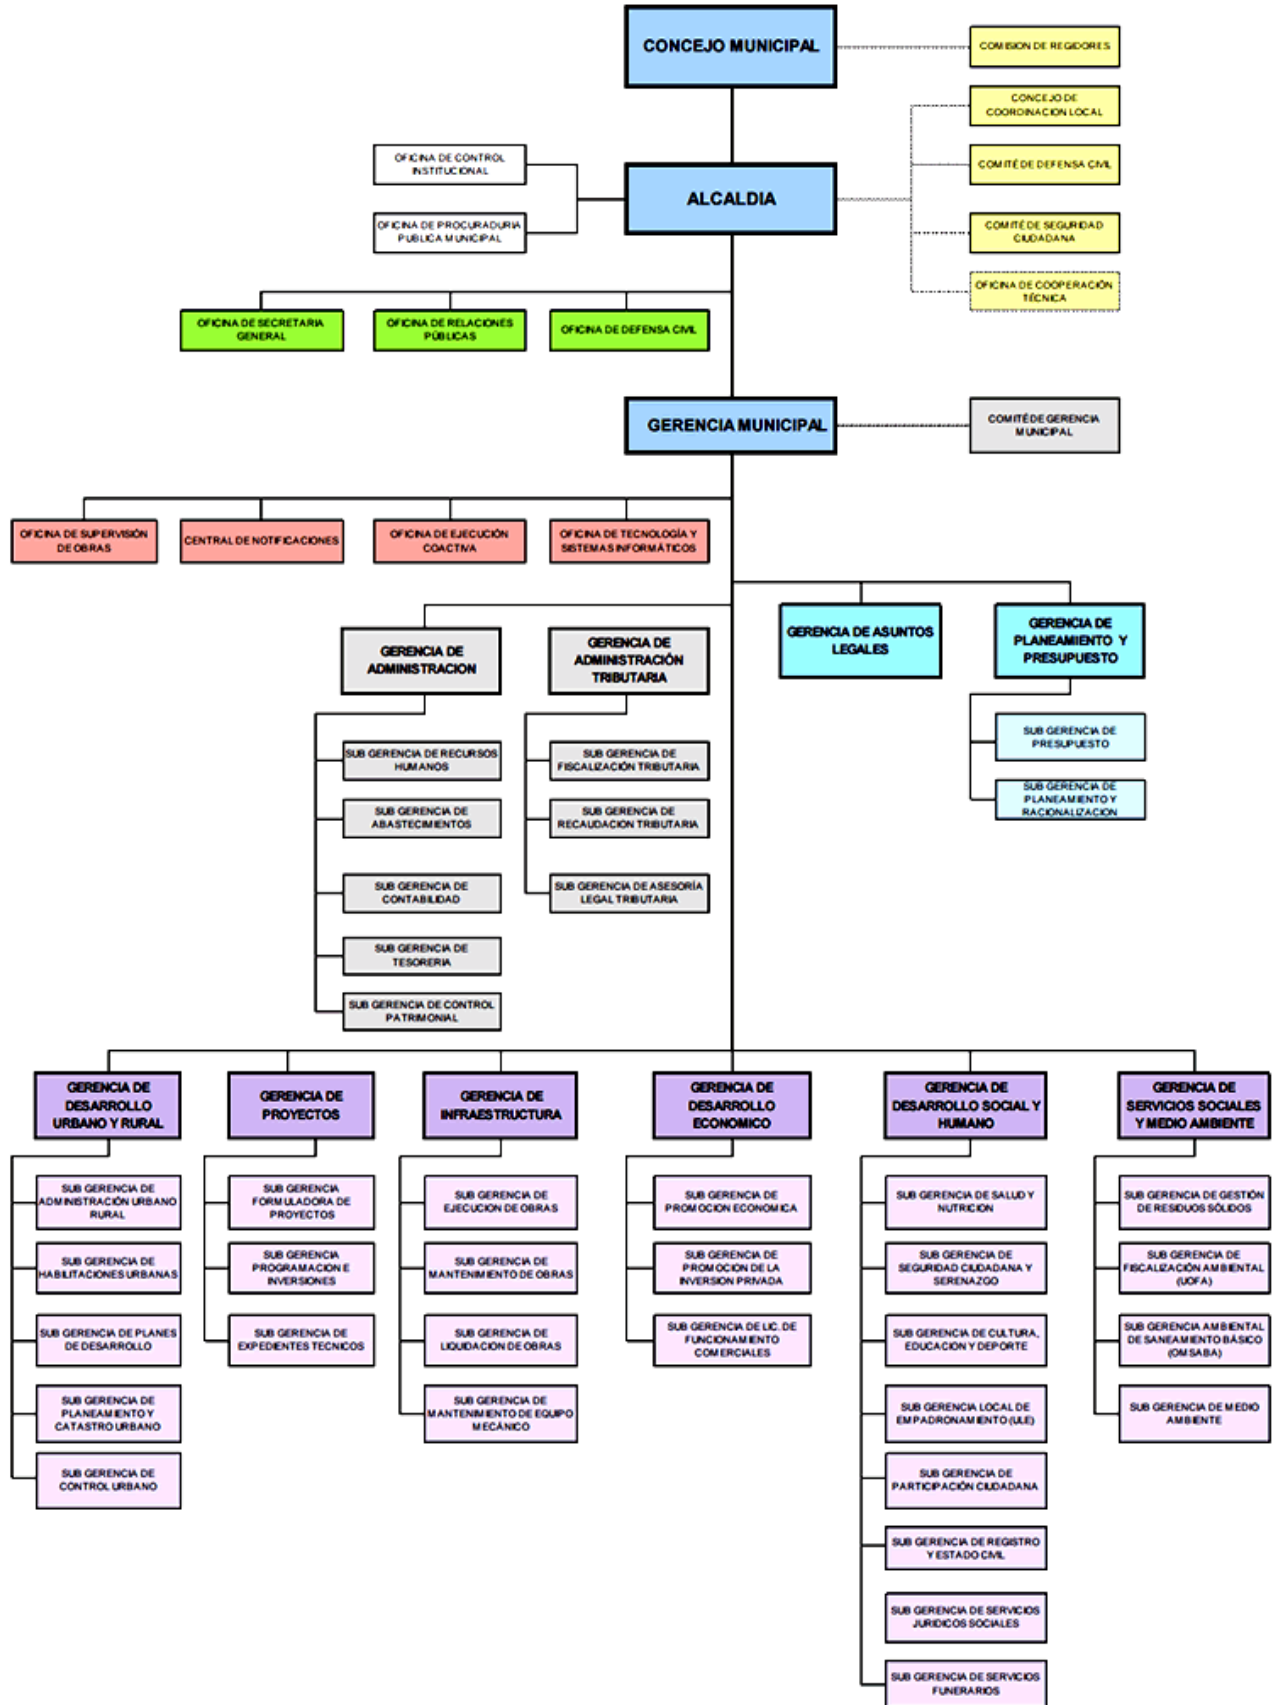 CONCEJO MUNICIPAL
COMISION DE REGIDORES
CONCEJO DE
COORDINACION LOCAL
OFICINA DE CONTROL
INSTITUCIONAL
COMITÉ DE DEFENSA CIVIL
ALCALDIA
OFICINA DE PROCURADURIA
PUBLICA MUNICIPAL
COMITÉ DE SEGURIDAD
CIUDADANA
OFICINA DE COOPERACIÓN
TÉCNICA
OFICINA DE SECRETARIA
GENERAL
OFICINA DE RELACIONES
PÚBLICAS
OFICINA DE DEFENSA CIVIL
GERENCIA MUNICIPAL
COMITÉ DE GERENCIA
MUNICIPAL
OFICINA DE SUPERVISIÓN
DE OBRAS
CENTRAL DE NOTIFICACIONES
OFICINA DE EJECUCIÓN
COACTIVA
OFICINA DE TECNOLOGÍA Y
SISTEMAS INFORMÁTICOS
GERENCIA DE ASUNTOS
LEGALES
GERENCIA DE
PLANEAMIENTO Y
PRESUPUESTO
GERENCIA DE
ADMINISTRACION
GERENCIA DE
ADMINISTRACIÓN
TRIBUTARIA
SUB GERENCIA DE
PRESUPUESTO
SUB GERENCIA DE
PLANEAMIENTO Y
RACIONALIZACION
SUB GERENCIA DE RECURSOS
HUMANOS
SUB GERENCIA DE
ABASTECIMIENTOS
SUB GERENCIA DE
CONTABILIDAD
SUB GERENCIA DE
TESORERIA
SUB GERENCIA DE CONTROL
PATRIMONIAL
SUB GERENCIA DE
FISCALIZACIÓN TRIBUTARIA
SUB GERENCIA DE
RECAUDACION TRIBUTARIA
SUB GERENCIA DE ASESORÍA
LEGAL TRIBUTARIA
GERENCIA DE
DESARROLLO
URBANO Y RURAL
SUB GERENCIA DE
ADMINISTRACIÓN URBANO
RURAL
SUB GERENCIA DE
HABILITACIONES URBANAS
SUB GERENCIA DE PLANES
DE DESARROLLO
SUB GERENCIA DE
PLANEAMIENTO Y
CATASTRO URBANO
SUB GERENCIA DE
CONTROL URBANO
GERENCIA DE
PROYECTOS
SUB GERENCIA
FORMULADORA DE
PROYECTOS
SUB GERENCIA
PROGRAMACION E
INVERSIONES
SUB GERENCIA DE
EXPEDIENTES TECNICOS
GERENCIA DE
INFRAESTRUCTURA
SUB GERENCIA DE
EJECUCION DE OBRAS
SUB GERENCIA DE
MANTENIMIENTO DE OBRAS
SUB GERENCIA DE
LIQUIDACIÓN DE OBRAS
SUB GERENCIA DE
MANTENIMIENTO DE EQUIPO
MECÁNICO
GERENCIA DE
DESARROLLO
ECONOMICO
SUB GERENCIA DE
PROMOCION ECONOMICA
SUB GERENCIA DE
PROMOCION DE LA
INVERSION PRIVADA
SUB GERENCIA DE LIC. DE
FUNCIONAMIENTO
COMERCIALES
GERENCIA DE
DESARROLLO SOCIAL Y
HUMANO
SUB GERENCIA DE SALUD Y
NUTRICION
SUB GERENCIA DE
SEGURIDAD CIUDADANA Y
SERENAZGO
SUB GERENCIA DE CULTURA,
EDUCACION Y DEPORTE
SUB GERENCIA LOCAL DE
EMPADRONAMIENTO (ULE)
SUB GERENCIA DE
PARTICIPACIÓN CIUDADANA
SUB GERENCIA DE REGISTRO
Y ESTADO CIVIL
SUB GERENCIA DE SERVICIOS
JURIDICOS SOCIALES
SUB GERENCIA DE SERVICIOS
FUNERARIOS
GERENCIA DE
SERVICIOS SOCIALES
Y MEDIO AMBIENTE
SUB GERENCIA DE GESTIÓN
DE RESIDUOS SÓLIDOS
SUB GERENCIA DE
FISCALIZACIÓN AMBIENTAL
(UOFA)
SUB GERENCIA AMBIENTAL
DE SANEAMIENTO BÁSICO
(OMSABA)
SUB GERENCIA DE MEDIO
AMBIENTE